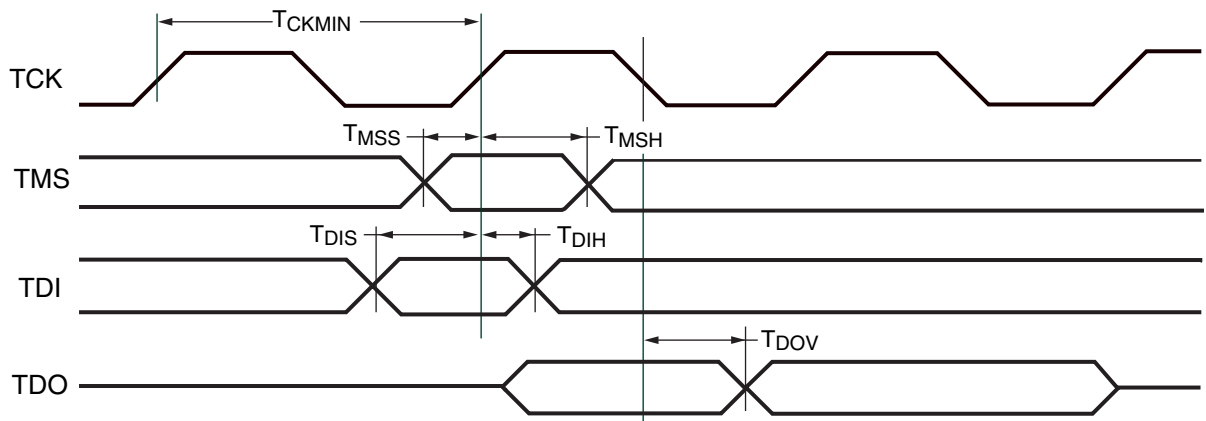 TCKMIN
TCK
TMSS TMSH
TMS
TDIS TDIH
TDI
TDOV
TDO